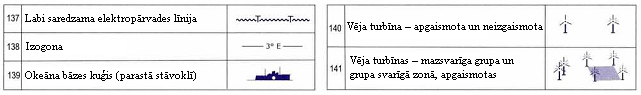 137 Labi saredzama elektropārvades līnija
138 Izogona 3° E
139 Okeāna bāzes kuģis (parastā stāvoklī)
140 Vēja turbīna – apgaismota un neizgaismota
141 Vēja turbīnas – mazsvarīga grupa un
grupa svarīgā zonā, apgaismotas